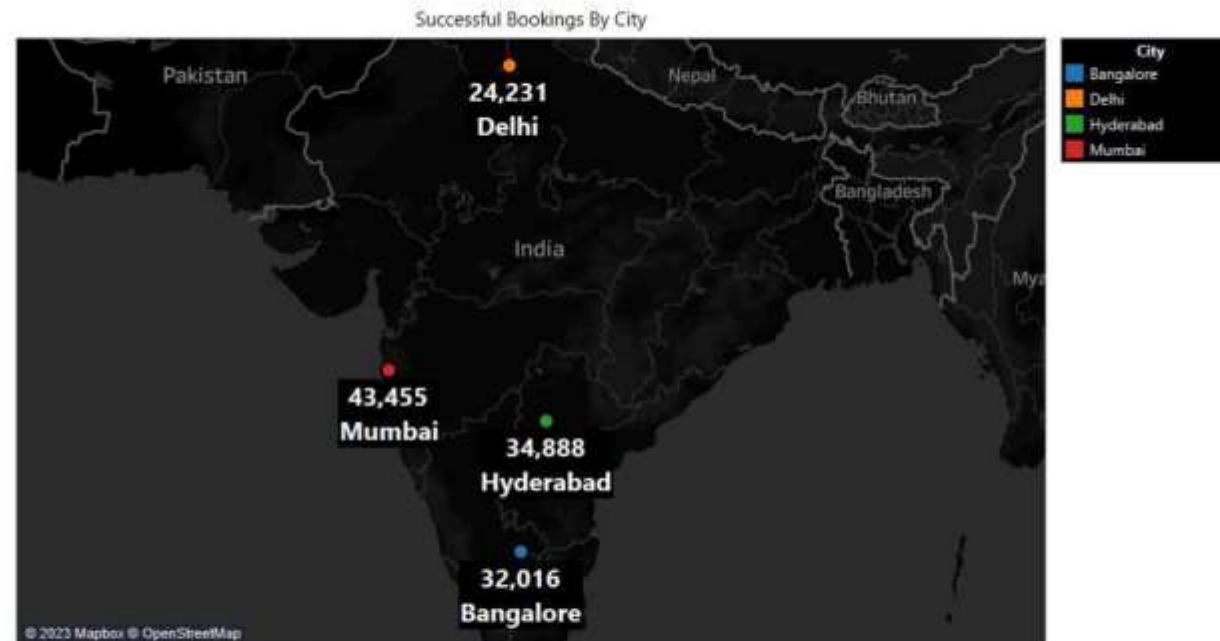 Successful Bookings By City
Pakistan
Nepal
Bhutan
24,231
Delhi
Bangladesh
India
Mya
43,455
Mumbai
34,888
Hyderabad
32,016
Bangalore
© 2023 Mapbox © OpenStreetMap
City
Bangalore
Delhi
Hyderabad
Mumbai